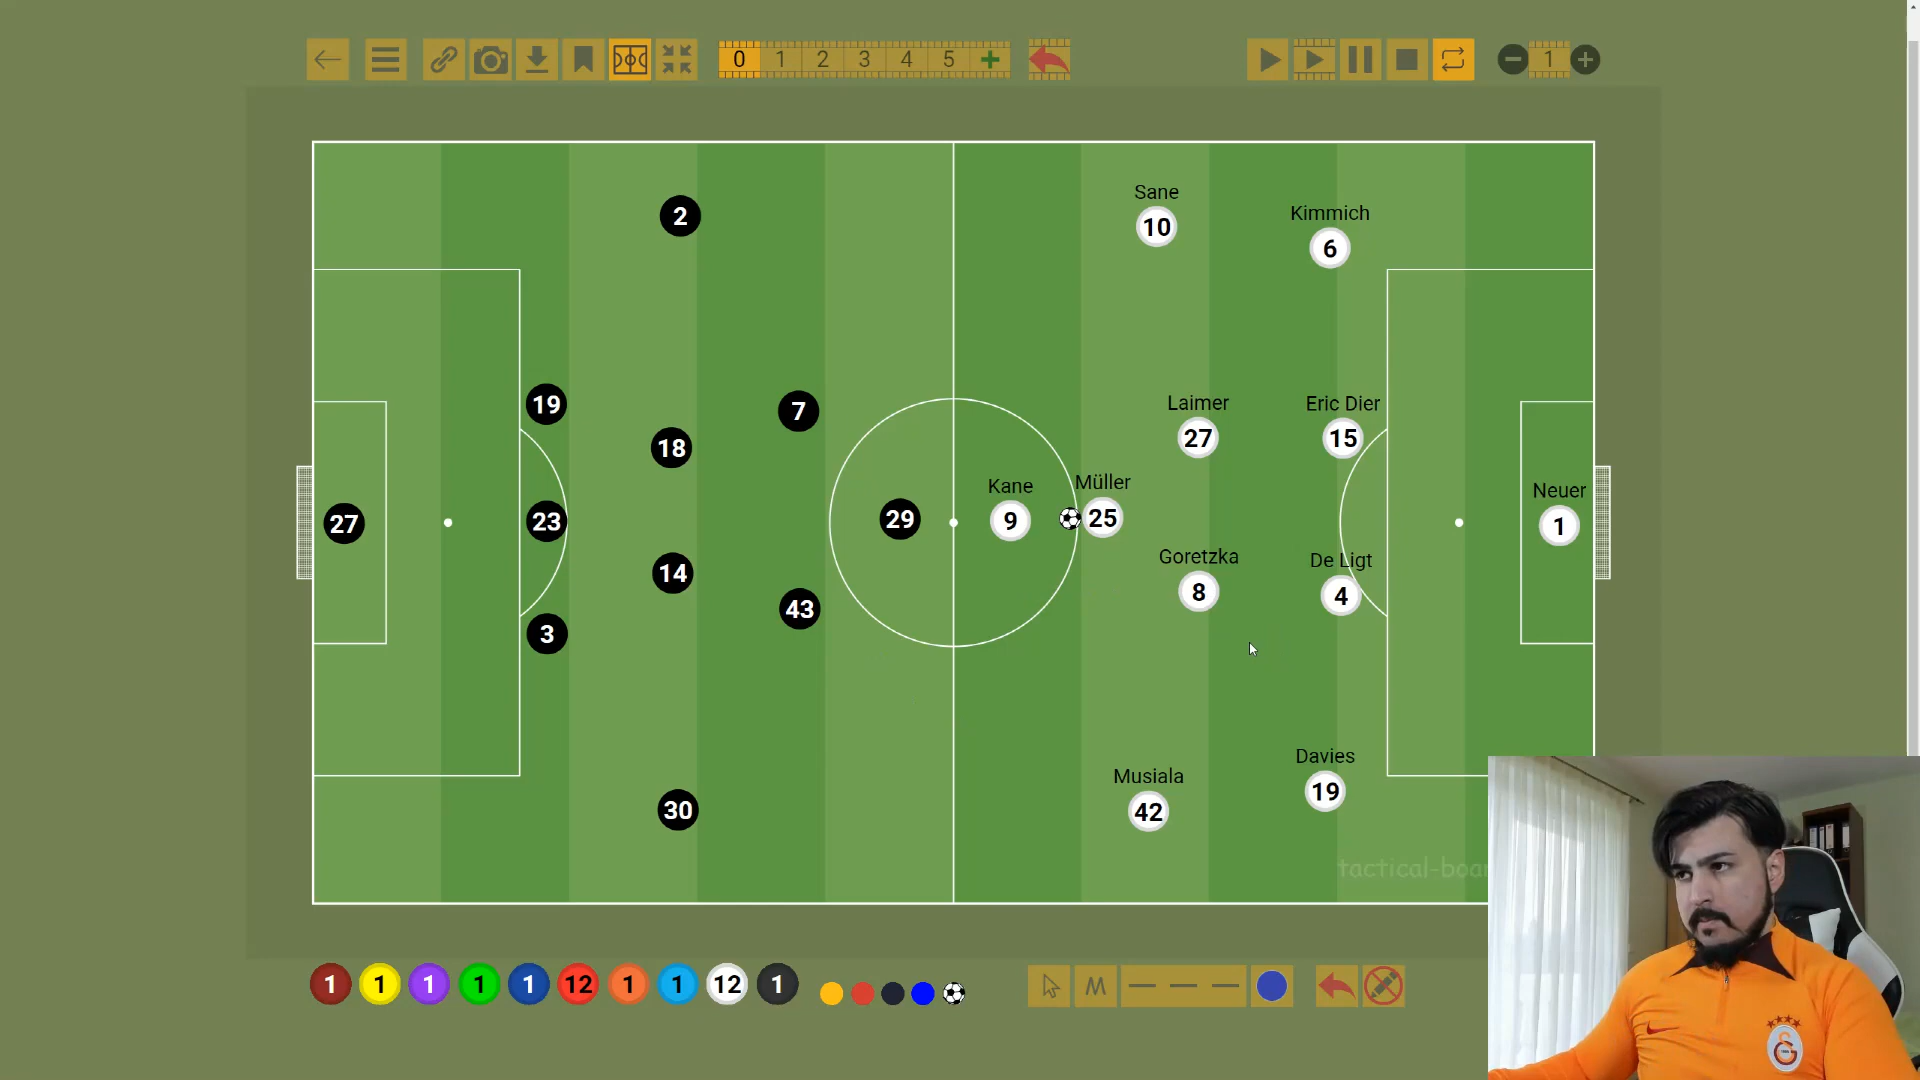 0 1 2 3 4 5 +
1
Sane
10
Kimmich
6
2
Laimer
27
Eric Dier
15
19
7
18
Kane
9
Müller
25
Neuer
1
27
23
29
Goretzka
8
De Ligt
4
14
43
3
Musiala
42
Davies
19
30
tactical-boar
1 1 1 1 1 12 1 1 12 1